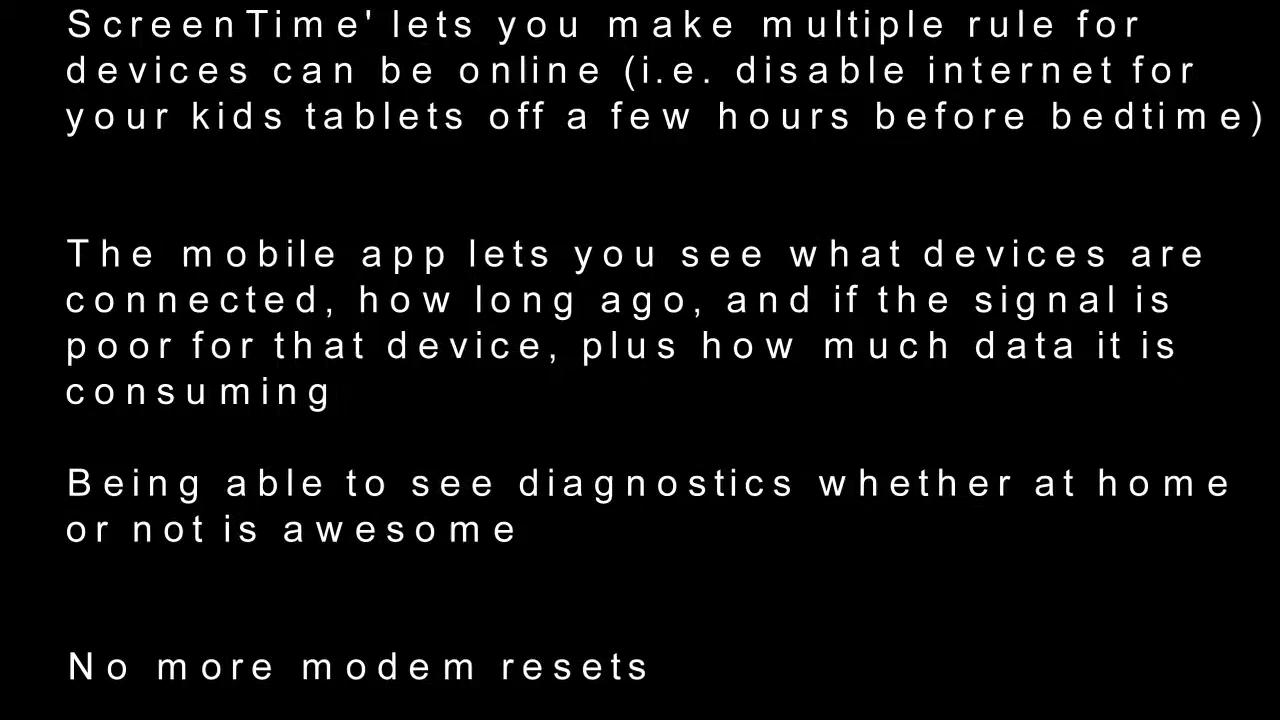 ScreenTime' lets you make multiple rule for
devices can be online (i.e. disable internet for
your kids tablets off a few hours before bedtime)
The mobile app lets you see what devices are
connected, how long ago, and if the signal is
poor for that device, plus how much data it is
consuming
Being able to see diagnostics whether at home
or not is awesome
No more modem resets